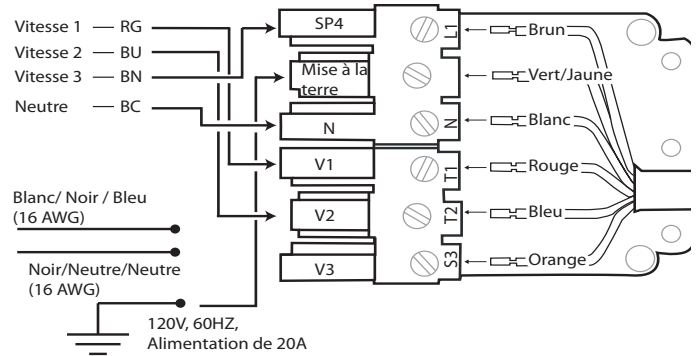 Vitesse 1 — RG
Vitesse 2 — BU
Vitesse 3 — BN
Neutre — BC
Blanc/ Noir / Bleu
(16 AWG)
Noir/Neutre/Neutre
(16 AWG)
120V, 60HZ,
Alimentation de 20A
SP4
Mise à la
terre
N
V1
V2
V3
L1
N
T1
T2
S3
Brun
Vert/Jaune
Blanc
Rouge
Bleu
Orange